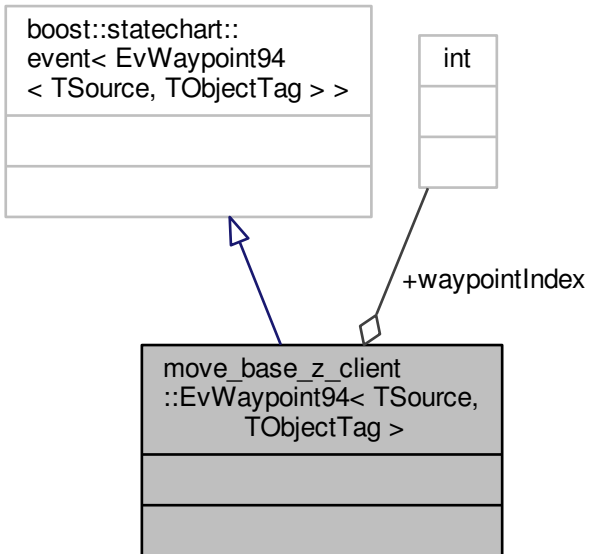 boost::statechart::
event< EvWaypoint94
< TSource, TObjectTag > >
int
+waypointIndex
move_base_z_client
::EvWaypoint94< TSource,
TObjectTag >